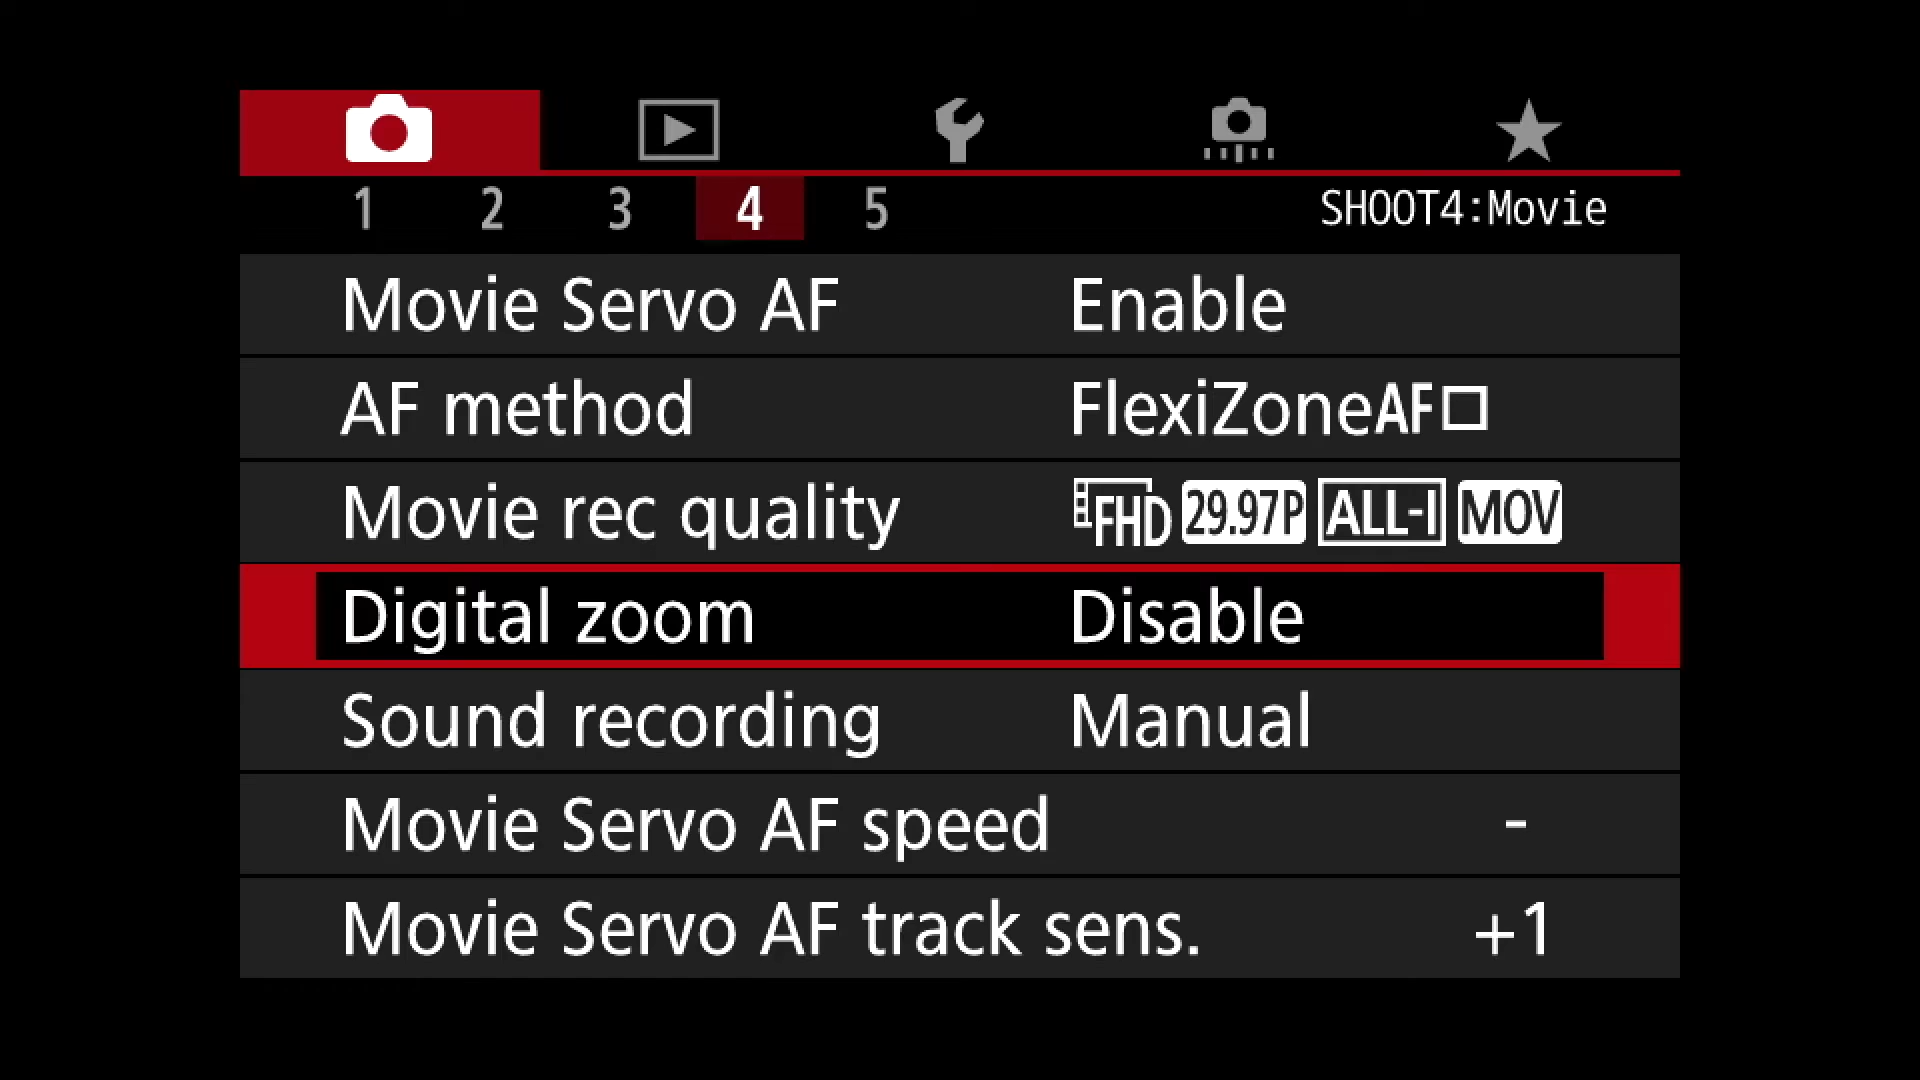 1 2 3 4 5 SHOOT4:Movie
Movie Servo AF Enable
AF method FlexiZoneAF□
Movie rec quality FHD 29.97P ALL-I MOV
Digital zoom Disable
Sound recording Manual
Movie Servo AF speed -
Movie Servo AF track sens. +1